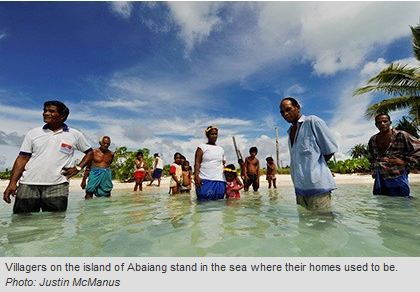 Villagers on the island of Abaiang stand in the sea where their homes used to be.
Photo: Justin McManus